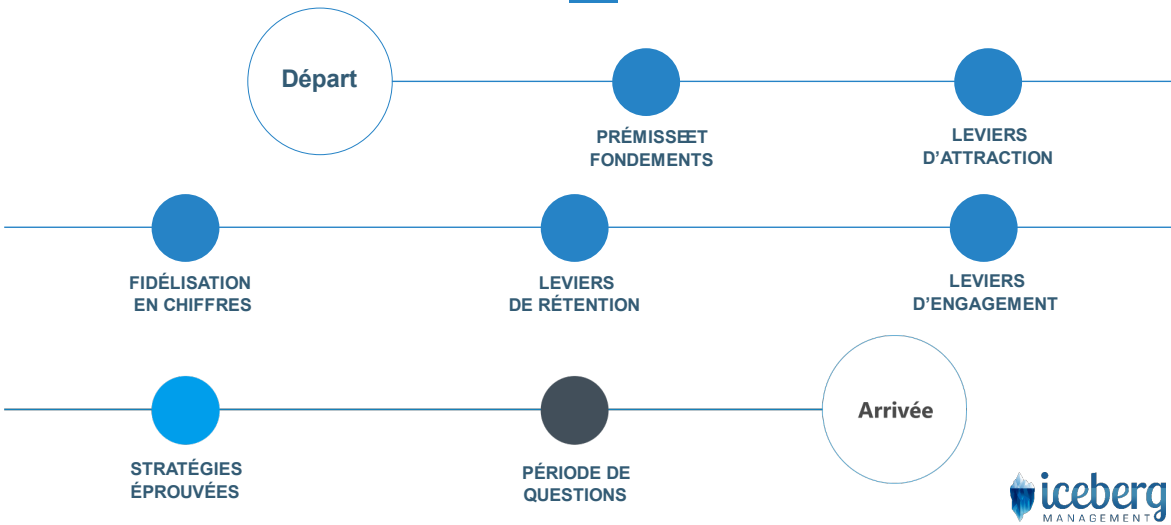 Départ
PRÉMISSEET
FONDEMENTS
LEVIERS
D'ATTRACTION
FIDÉLISATION
EN CHIFFRES
LEVIERS
DE RÉTENTION
LEVIERS
D'ENGAGEMENT
STRATÉGIES
ÉPROUVÉES
PÉRIODE DE
QUESTIONS
Arrivée
iceberg
MANAGEMENT